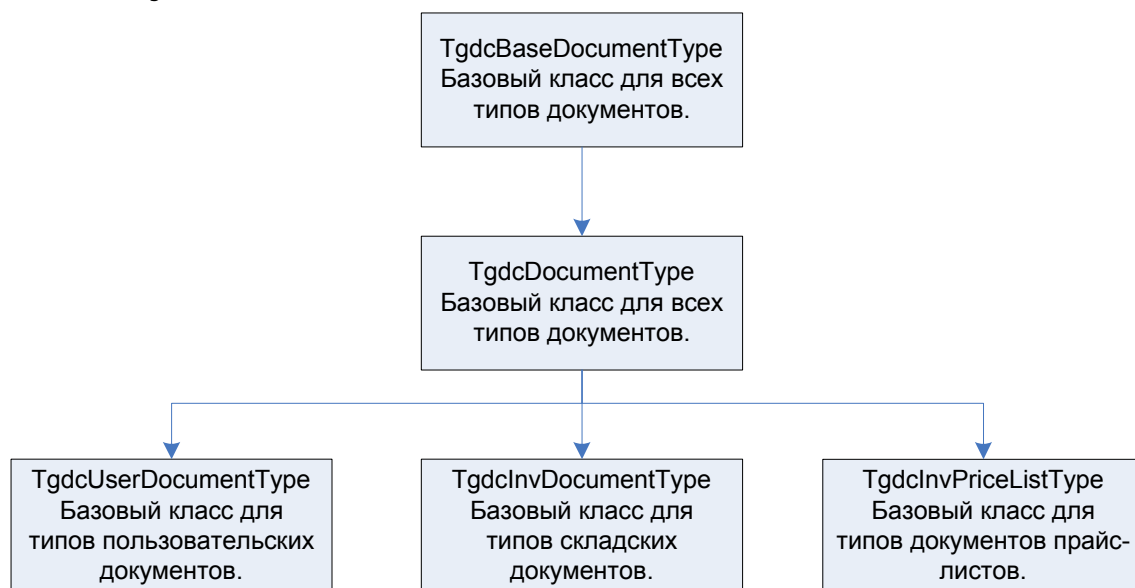 TgdcBaseDocumentType
Базовый класс для всех
типов документов.
TgdcDocumentType
Базовый класс для всех
типов документов.
TgdcUserDocumentType
Базовый класс для
типов пользовательских
документов.
TgdcInvDocumentType
Базовый класс для
типов складских
документов.
TgdcInvPriceListType
Базовый класс для
типов документов прайс-
листов.